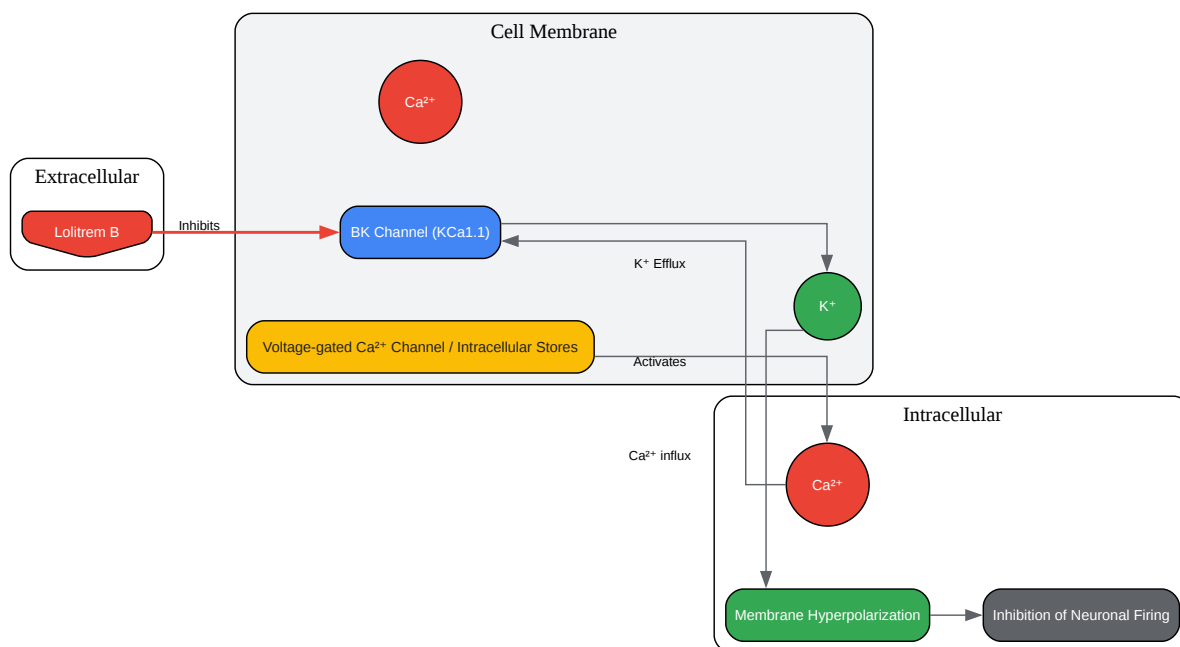 Cell Membrane
Ca²⁺
Extracellular
Lolitrem B
Inhibits
BK Channel (KCa1.1)
K⁺ Efflux
K⁺
Voltage-gated Ca²⁺ Channel / Intracellular Stores
Activates
Intracellular
Ca²⁺ influx
Ca²⁺
Membrane Hyperpolarization
Inhibition of Neuronal Firing